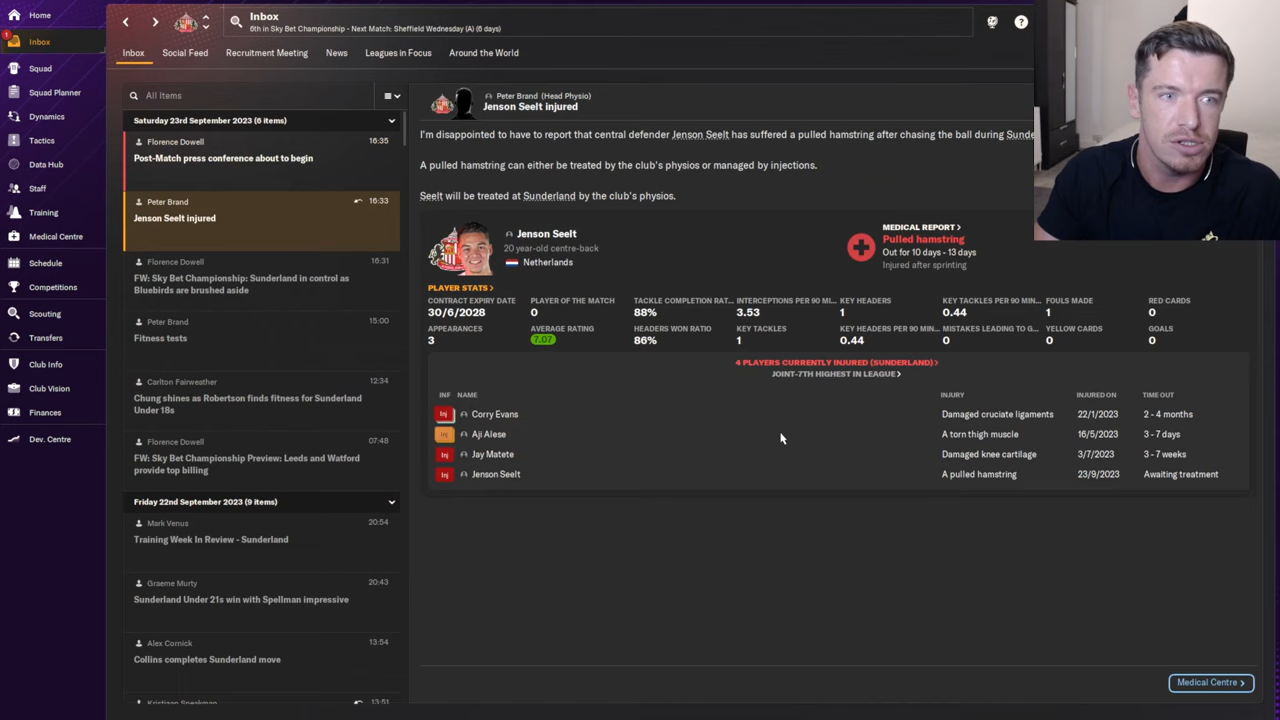 Home
1
Inbox
Squad
Squad Planner
Dynamics
Tactics
Data Hub
Staff
Training
Medical Centre
Schedule
Competitions
Scouting
Transfers
Club Info
Club Vision
Finances
Dev. Centre
Inbox
6th in Sky Bet Championship - Next Match: Sheffield Wednesday (A) (6 days)
?
Inbox
Social Feed
Recruitment Meeting
News
Leagues in Focus
Around the World
All Items
Saturday 23rd September 2023 (6 items)
Florence Dowell
16:35
Post-Match press conference about to begin
Peter Brand
16:33
Jenson Seelt injured
Florence Dowell
16:31
FW: Sky Bet Championship: Sunderland in control as
Bluebirds are brushed aside
Peter Brand
15:00
Fitness tests
Carlton Fairweather
12:34
Chung shines as Robertson finds fitness for Sunderland
Under 18s
Florence Dowell
07:48
FW: Sky Bet Championship Preview: Leeds and Watford
provide top billing
Friday 22nd September 2023 (9 items)
Mark Venus
20:54
Training Week In Review - Sunderland
Graeme Murty
20:43
Sunderland Under 21s win with Spellman impressive
Alex Cornick
13:54
Collins completes Sunderland move
Kristjaan Speakman
13:51
Peter Brand (Head Physio)
Jenson Seelt injured
I'm disappointed to have to report that central defender Jenson Seelt has suffered a pulled hamstring after chasing the ball during Sunde
A pulled hamstring can either be treated by the club's physios or managed by injections.
Seelt will be treated at Sunderland by the club's physios.
Jenson Seelt
20 year-old centre-back
Netherlands
MEDICAL REPORT >
Pulled hamstring
Out for 10 days - 13 days
Injured after sprinting
PLAYER STATS >
CONTRACT EXPIRY DATE PLAYER OF THE MATCH TACKLE COMPLETION RAT... INTERCEPTIONS PER 90 MI... KEY HEADERS KEY TACKLES PER 90 MIN... FOULS MADE RED CARDS
30/6/2028 0 88% 3.53 1 0.44 1 0
APPEARANCES AVERAGE RATING HEADERS WON RATIO KEY TACKLES KEY HEADERS PER 90 MIN... MISTAKES LEADING TO G... YELLOW CARDS GOALS
3 7.07 86% 1 0.44 0 0 0
4 PLAYERS CURRENTLY INJURED (SUNDERLAND) >
JOINT-7TH HIGHEST IN LEAGUE >
INF NAME INJURY INJURED ON TIME OUT
Inj Corry Evans Damaged cruciate ligaments 22/1/2023 2 - 4 months
Inj Aji Alese A torn thigh muscle 16/5/2023 3 - 7 days
Inj Jay Matete Damaged knee cartilage 3/7/2023 3 - 7 weeks
Inj Jenson Seelt A pulled hamstring 23/9/2023 Awaiting treatment
Medical Centre >